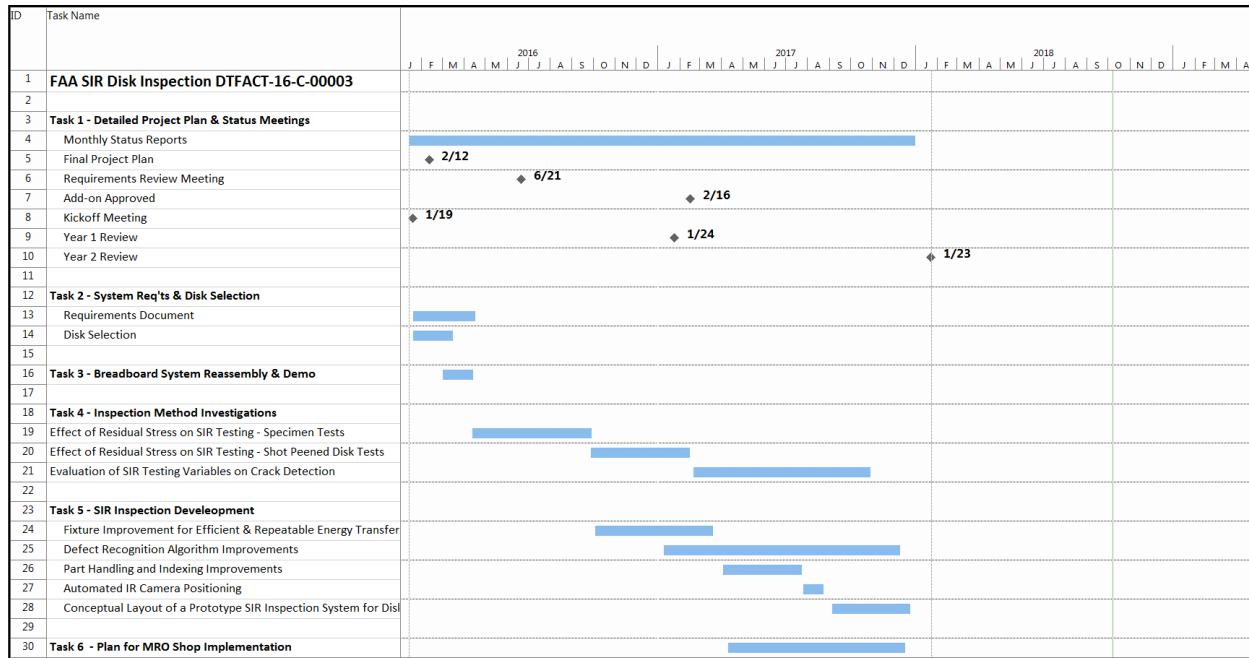 ID Task Name
2016 2017 2018
J F M A M J J A S O N D J F M A M J J A S O N D J F M A M J J A S O N D J F M A
1 FAA SIR Disk Inspection DTFACT-16-C-00003
2
3 Task 1 - Detailed Project Plan & Status Meetings
4 Monthly Status Reports
5 Final Project Plan 2/12
6 Requirements Review Meeting 6/21
7 Add-on Approved 2/16
8 Kickoff Meeting 1/19
9 Year 1 Review 1/24
10 Year 2 Review 1/23
11
12 Task 2 - System Req'ts & Disk Selection
13 Requirements Document
14 Disk Selection
15
16 Task 3 - Breadboard System Reassembly & Demo
17
18 Task 4 - Inspection Method Investigations
19 Effect of Residual Stress on SIR Testing - Specimen Tests
20 Effect of Residual Stress on SIR Testing - Shot Peened Disk Tests
21 Evaluation of SIR Testing Variables on Crack Detection
22
23 Task 5 - SIR Inspection Develeopment
24 Fixture Improvement for Efficient & Repeatable Energy Transfer
25 Defect Recognition Algorithm Improvements
26 Part Handling and Indexing Improvements
27 Automated IR Camera Positioning
28 Conceptual Layout of a Prototype SIR Inspection System for
29
30 Task 6 - Plan for MRO Shop Implementation